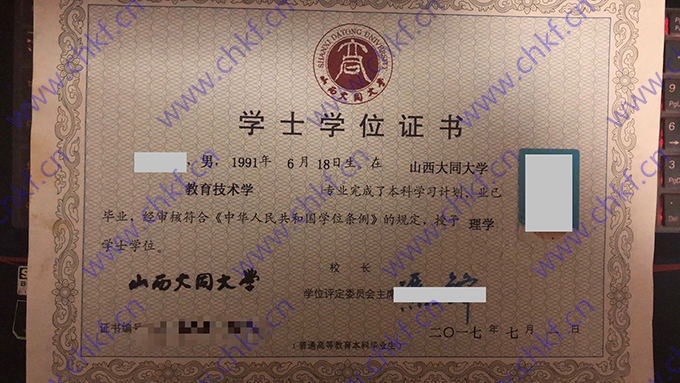 SHANXI DATONG UNIVERSITY
山西大同大学
学士学位证书
,男,1991年 6月18日生,在 山西大同大学
教育技术学 专业完成了本科学习计划,业已
毕业,经审核符合《中华人民共和国学位条例》的规定,授予 理学
学士学位。
校 长
山西大同大学
学位评定委员会主席
证书编号
二〇一七年七月 日
(普通高等教育本科毕业生)
www.chkf.cn